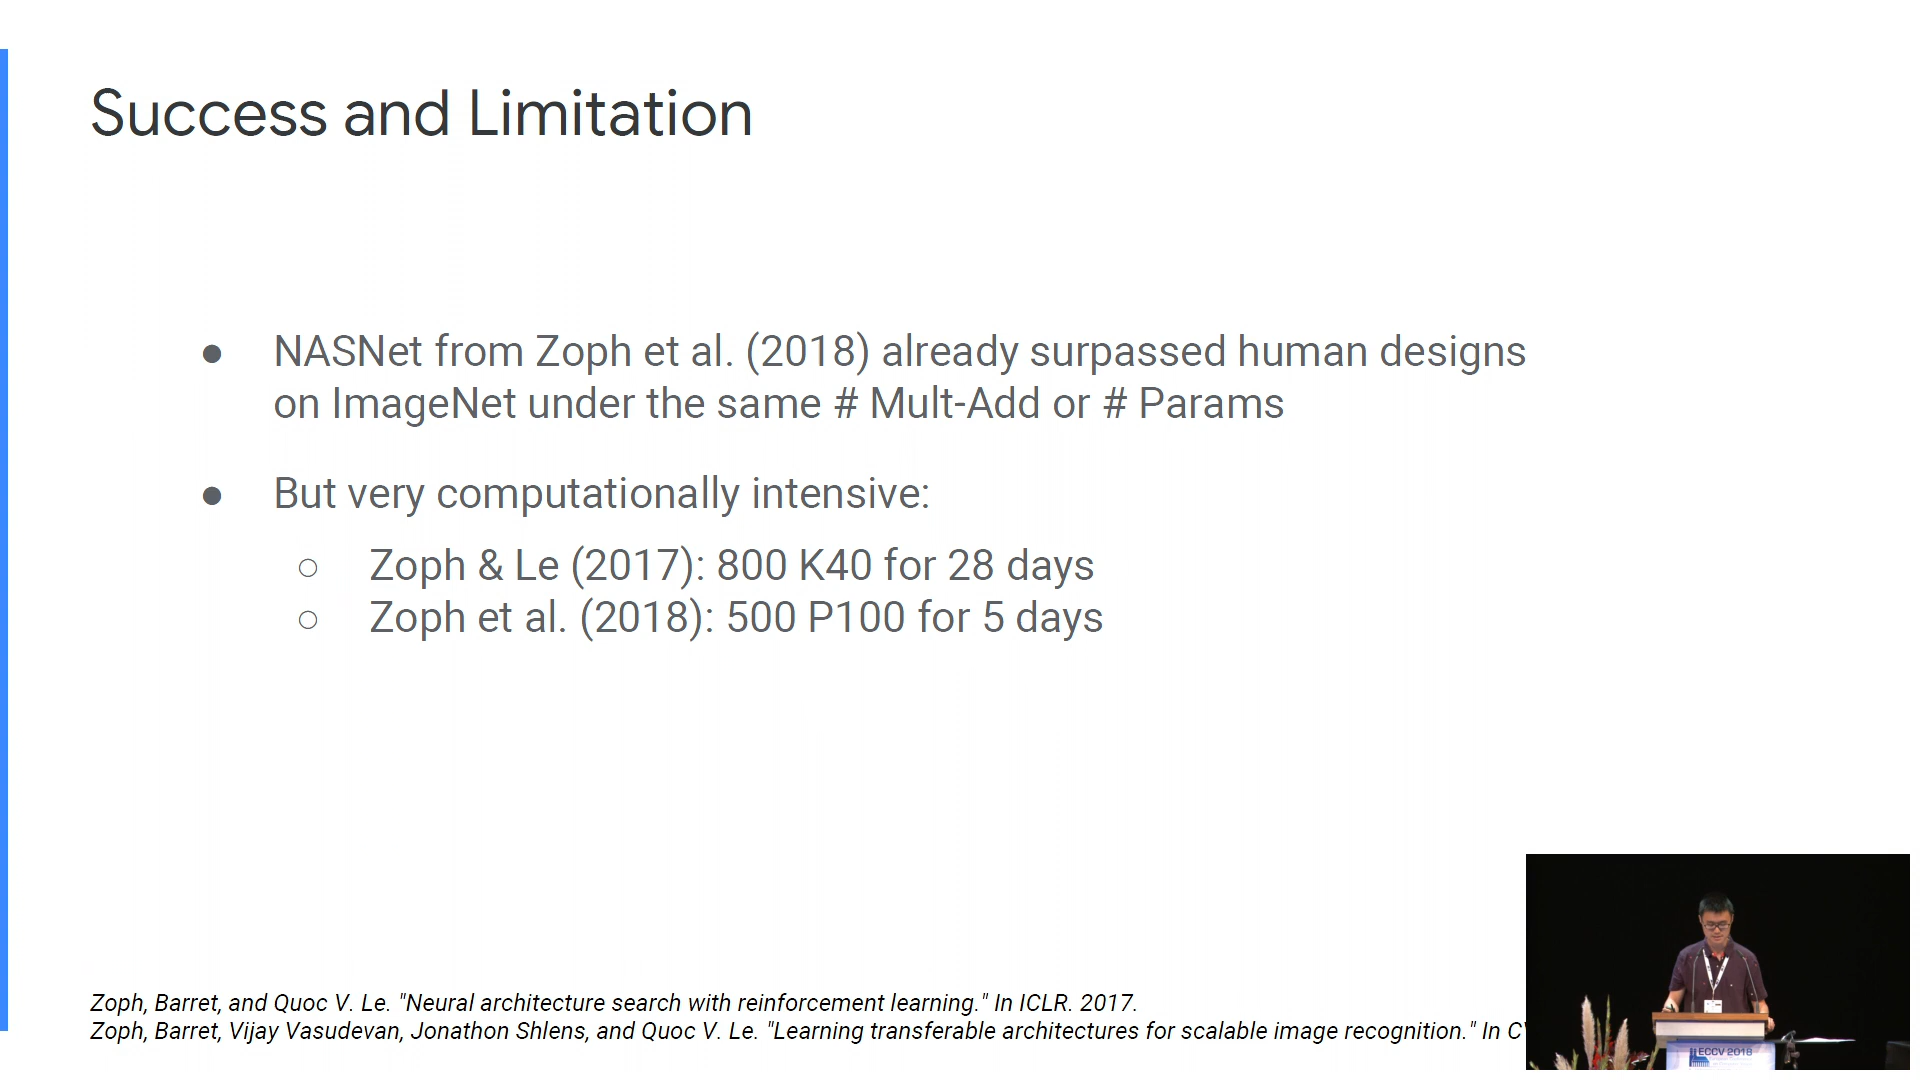 Success and Limitation
● NASNet from Zoph et al. (2018) already surpassed human designs
on ImageNet under the same # Mult-Add or # Params
● But very computationally intensive:
○ Zoph & Le (2017): 800 K40 for 28 days
○ Zoph et al. (2018): 500 P100 for 5 days
Zoph, Barret, and Quoc V. Le. "Neural architecture search with reinforcement learning." In ICLR. 2017.
Zoph, Barret, Vijay Vasudevan, Jonathon Shlens, and Quoc V. Le. "Learning transferable architectures for scalable image recognition." In
ECCV 2018